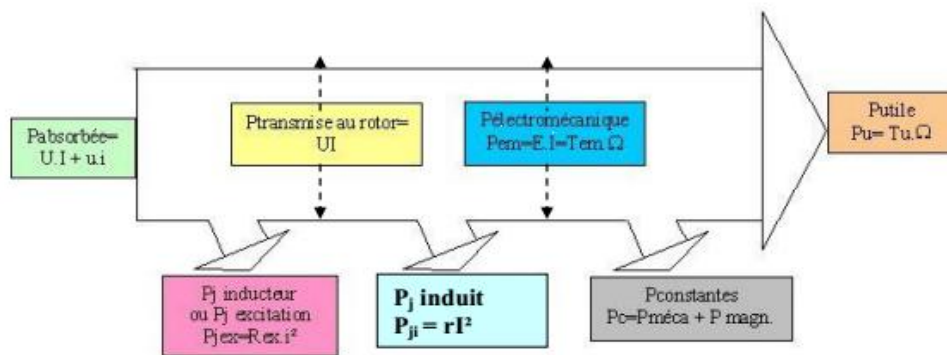 Pabsorbée=
U.I + u.i
Ptransmise au rotor=
UI
Pélectromécanique
Pem=E.I=Tem.Ω
Putile
Pu= Tu.Ω
Pj inducteur
ou Pj excitation
Pjex=Rex.i²
Pj induit
Pji = rI²
Pconstantes
Pc=Pméca + P magn.